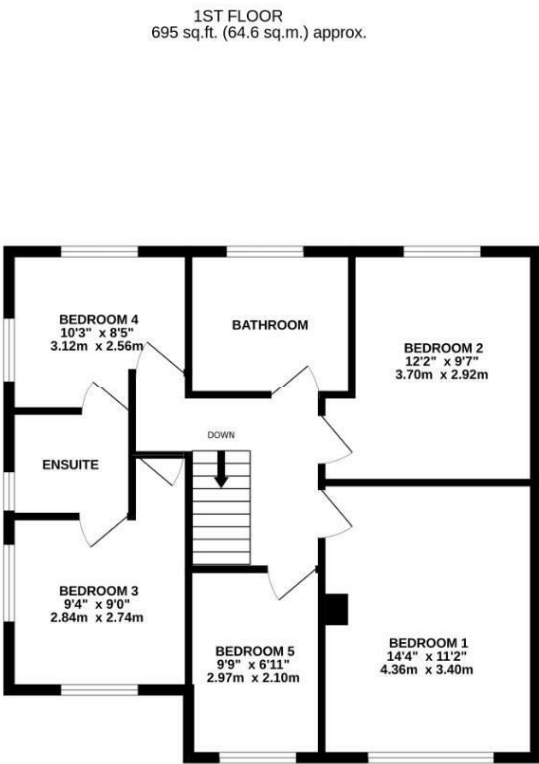 1ST FLOOR
695 sq.ft. (64.6 sq.m.) approx.
BEDROOM 4
10'3" x 8'5"
3.12m x 2.56m
BATHROOM
BEDROOM 2
12'2" x 9'7"
3.70m x 2.92m
DOWN
ENSUITE
BEDROOM 3
9'4" x 9'0"
2.84m x 2.74m
BEDROOM 5
9'9" x 6'11"
2.97m x 2.10m
BEDROOM 1
14'4" x 11'2"
4.36m x 3.40m